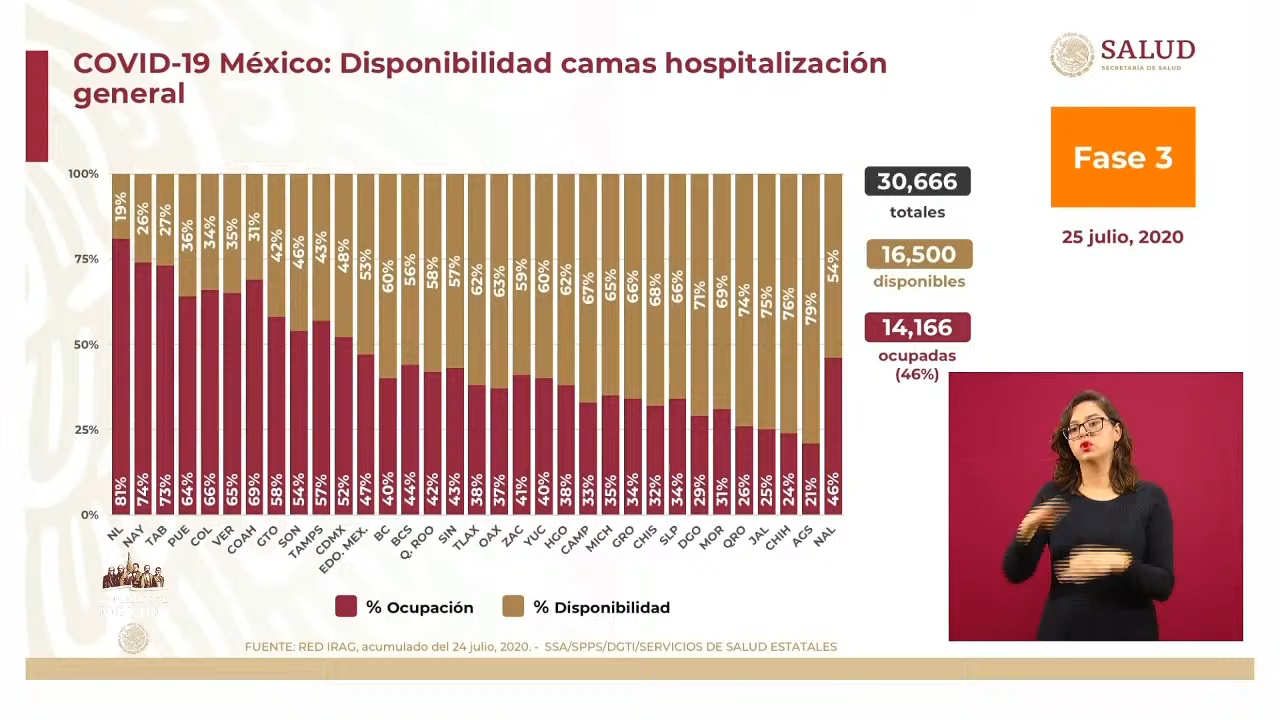 COVID-19 México: Disponibilidad camas hospitalización
general
SALUD
SECRETARÍA DE SALUD
Fase 3
25 julio, 2020
30,666
totales
16,500
disponibles
14,166
ocupadas
(46%)
100%
75%
50%
25%
0%
19% 26% 27% 36% 34% 35% 31% 42% 46% 43% 48% 53% 60% 56% 58% 57% 62% 63% 59% 60% 62% 67% 65% 66% 68% 66% 71% 69% 74% 75% 76% 79% 54%
81% 74% 73% 64% 66% 65% 69% 58% 54% 57% 52% 47% 40% 44% 42% 43% 38% 37% 41% 40% 38% 33% 35% 34% 32% 34% 29% 31% 26% 25% 24% 21% 46%
NL NAY TAB PUE COL VER COAH GTO SON TAMPS CDMX EDO. MEX. BC BCS Q. ROO SIN TLAX OAX ZAC YUC HGO CAMP MICH GRO CHIS SLP DGO MOR QRO JAL CHIH AGS NAL
% Ocupación
% Disponibilidad
FUENTE: RED IRAG, acumulado del 24 julio, 2020. - SSA/SPPS/DGTI/SERVICIOS DE SALUD ESTATALES